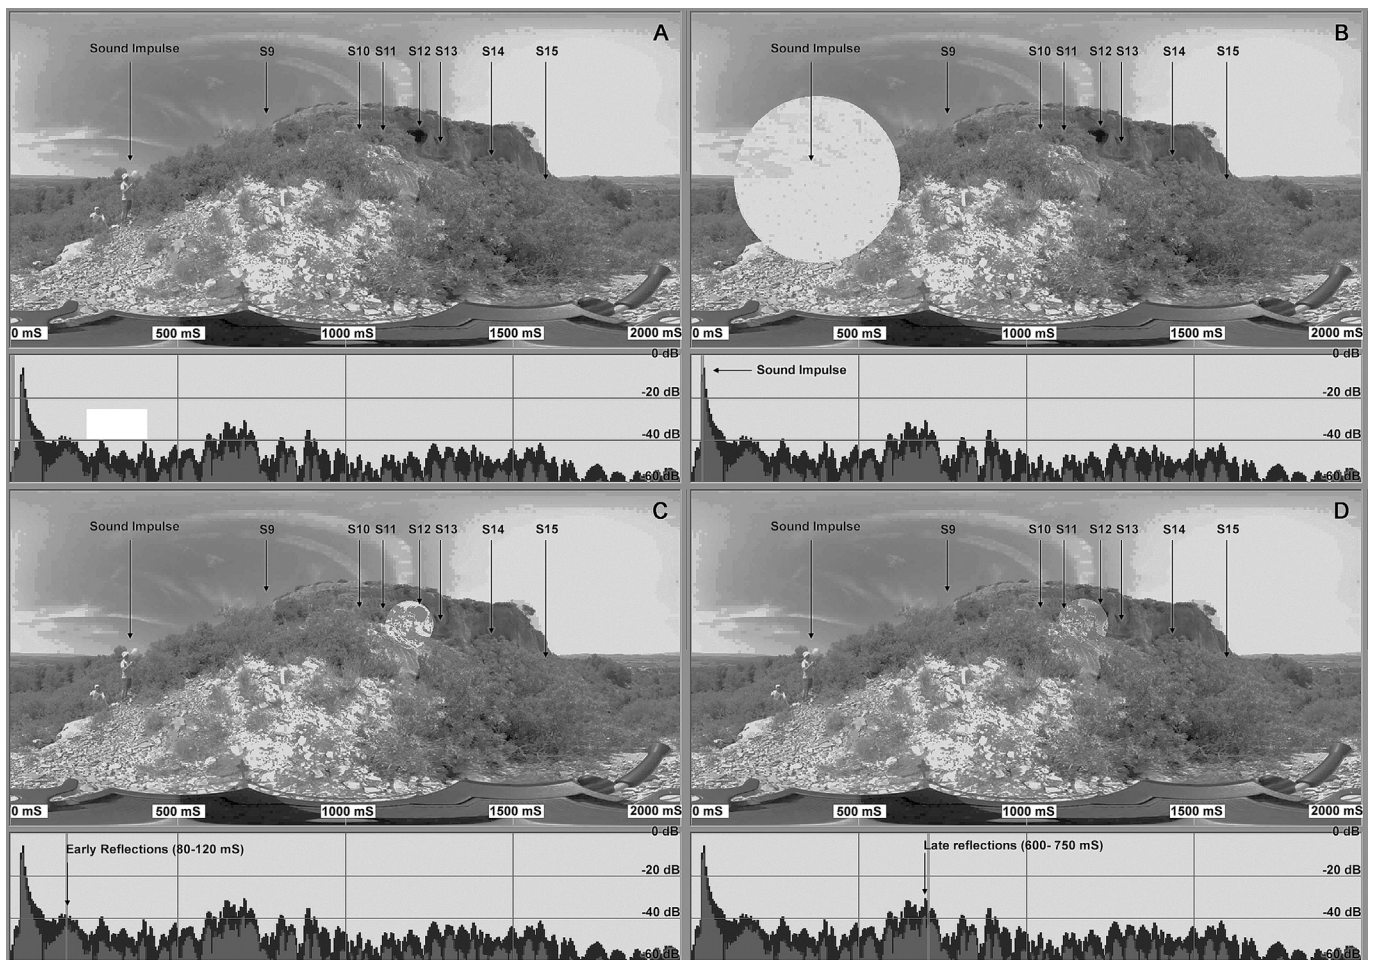 A
Sound Impulse
S9
S10 S11 S12 S13 S14 S15
0 mS 500 mS 1000 mS 1500 mS 2000 mS
0 dB
-20 dB
-40 dB
-60 dB
B
Sound Impulse
S9
S10 S11 S12 S13 S14 S15
0 mS 500 mS 1000 mS 1500 mS 2000 mS
0 dB
Sound Impulse
-20 dB
-40 dB
-60 dB
C
Sound Impulse
S9
S10 S11 S12 S13 S14 S15
0 mS 500 mS 1000 mS 1500 mS 2000 mS
0 dB
Early Reflections (80-120 mS)
-20 dB
-40 dB
-60 dB
D
Sound Impulse
S9
S10 S11 S12 S13 S14 S15
0 mS 500 mS 1000 mS 1500 mS 2000 mS
0 dB
Late reflections (600- 750 mS)
-20 dB
-40 dB
-60 dB